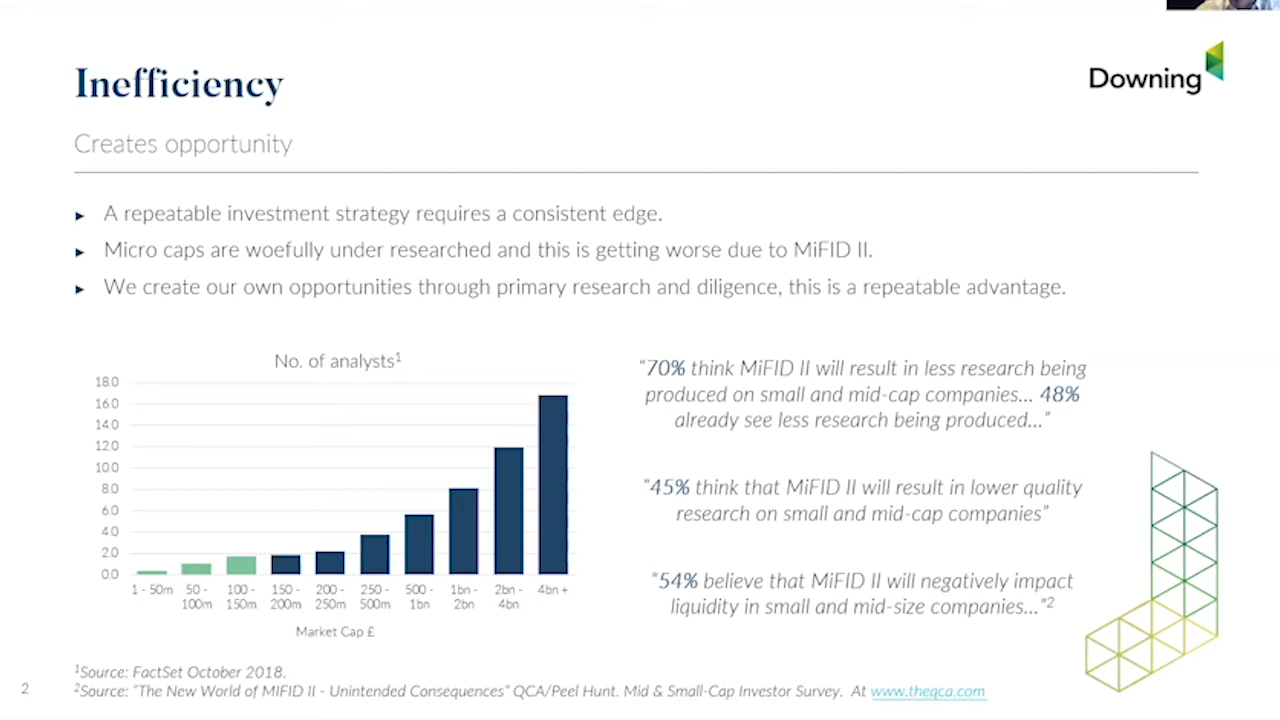 Inefficiency
Downing
Creates opportunity
► A repeatable investment strategy requires a consistent edge.
► Micro caps are woefully under researched and this is getting worse due to MiFID II.
► We create our own opportunities through primary research and diligence, this is a repeatable advantage.
No. of analysts¹
18.0
16.0
14.0
12.0
10.0
8.0
6.0
4.0
2.0
0.0
1 - 50m 50 - 100 - 150 - 200 - 250 - 500 - 1bn - 2bn - 4bn +
100m 150m 200m 250m 500m 1bn 2bn 4bn
Market Cap £
“70% think MiFID II will result in less research being
produced on small and mid-cap companies... 48%
already see less research being produced...”
“45% think that MiFID II will result in lower quality
research on small and mid-cap companies”
“54% believe that MiFID II will negatively impact
liquidity in small and mid-size companies...”²
¹Source: FactSet October 2018.
²Source: “The New World of MIFID II - Unintended Consequences” QCA/Peel Hunt. Mid & Small-Cap Investor Survey. At www.theqca.com
2